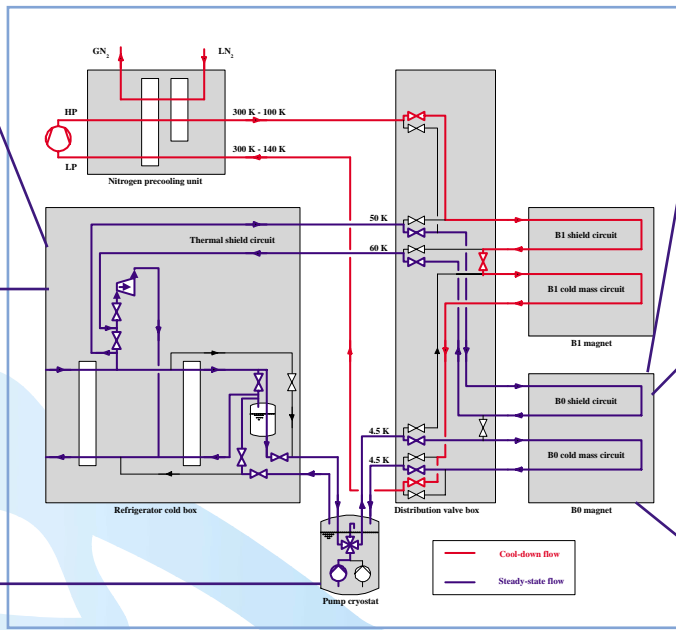 GN2
LN2
HP
300 K - 100 K
LP
300 K - 140 K
Nitrogen precooling unit
50 K
Thermal shield circuit
60 K
B1 shield circuit
B1 cold mass circuit
B1 magnet
B0 shield circuit
4.5 K
B0 cold mass circuit
4.5 K
Refrigerator cold box
Distribution valve box
B0 magnet
Cool-down flow
Steady-state flow
Pump cryostat